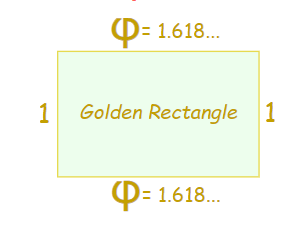 φ= 1.618...
1
Golden Rectangle
1
φ= 1.618...